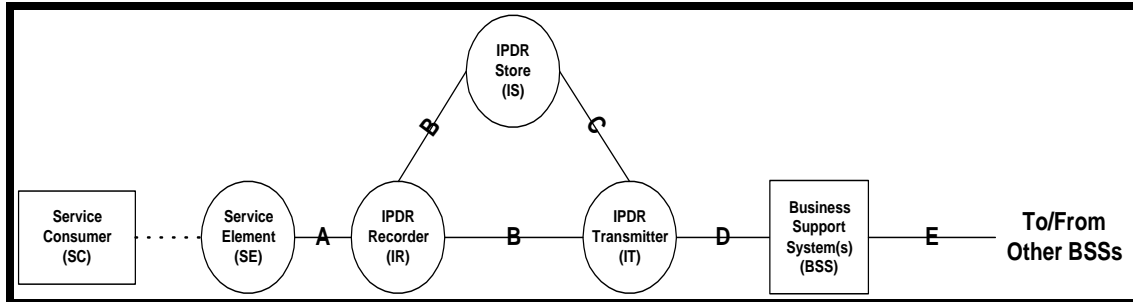 IPDR
Store
(IS)
B
C
Service
Consumer
(SC)
Service
Element
(SE)
A
IPDR
Recorder
(IR)
B
IPDR
Transmitter
(IT)
D
Business
Support
System(s)
(BSS)
E
To/From
Other BSSs